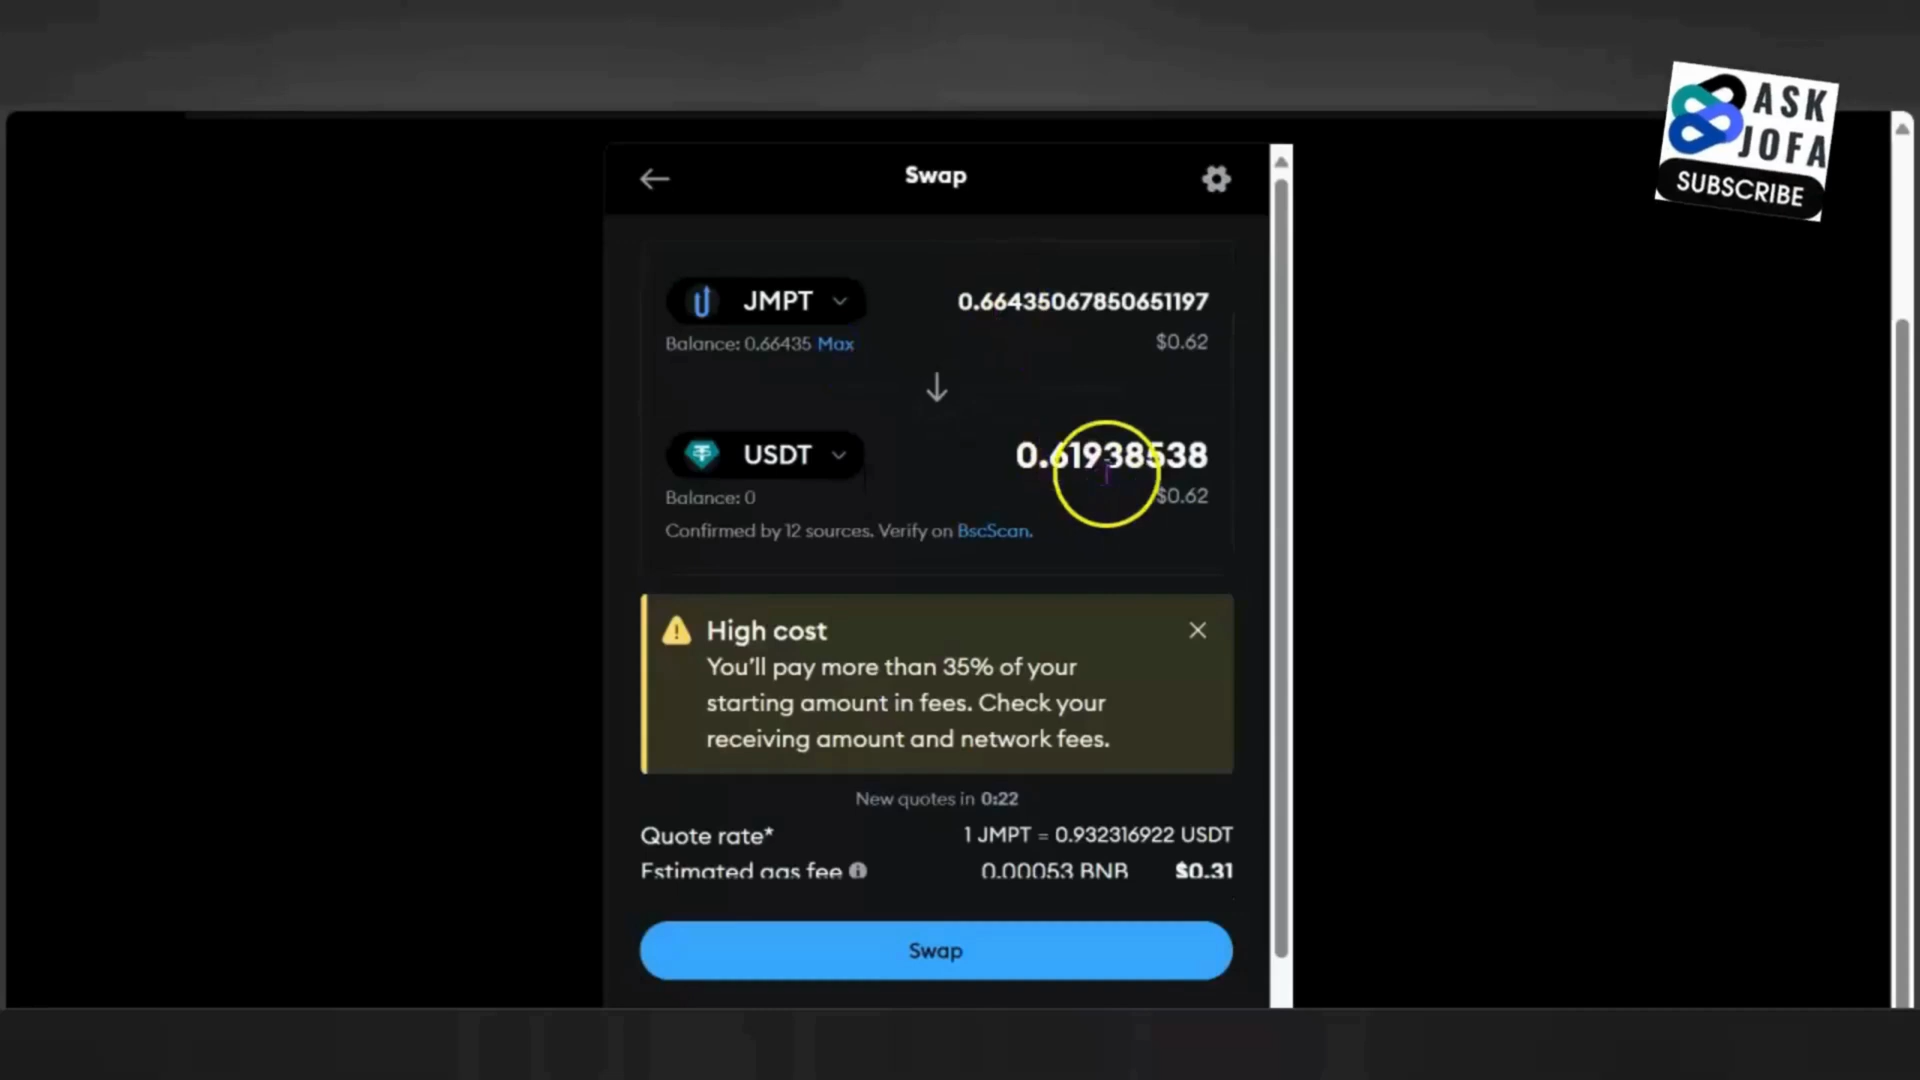 ASK
JOFA
SUBSCRIBE
Swap
JMPT 0.66435067850651197
Balance: 0.66435 Max $0.62
USDT 0.61938538
Balance: 0 $0.62
Confirmed by 12 sources. Verify on BscScan.
High cost
You'll pay more than 35% of your
starting amount in fees. Check your
receiving amount and network fees.
New quotes in 0:22
Quote rate* 1 JMPT = 0.932316922 USDT
Estimated gas fee 0.00053 BNB $0.31
Swap